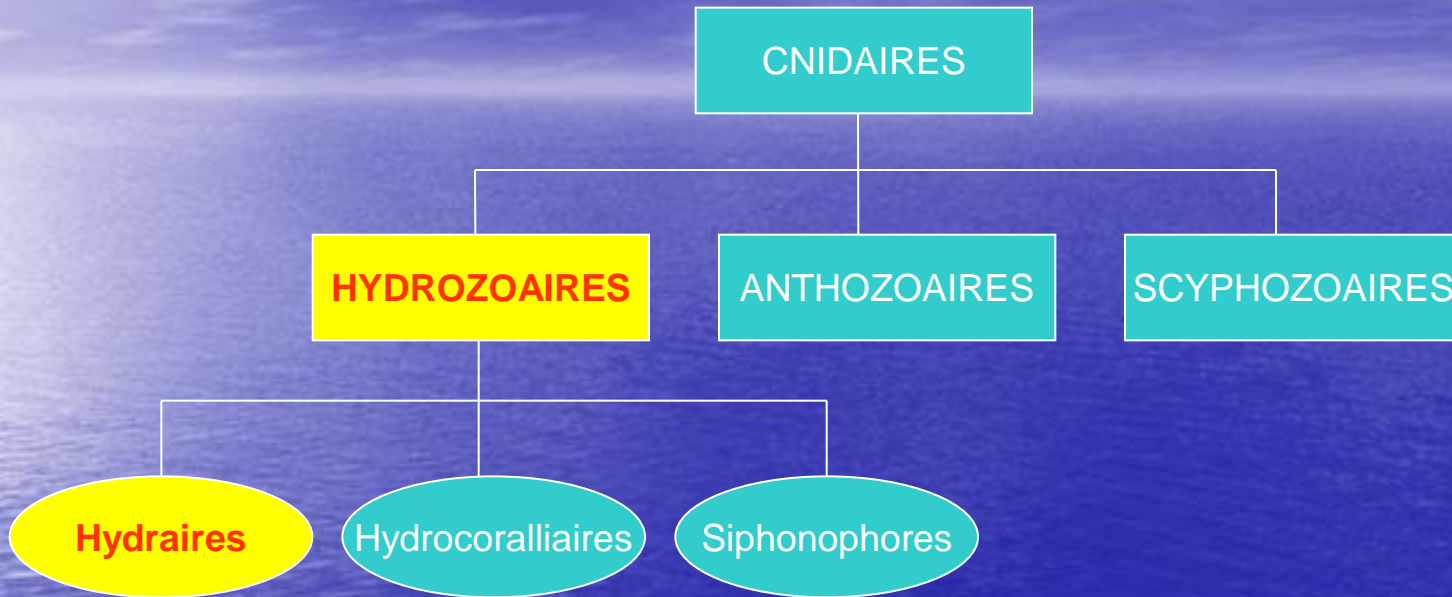 CNIDAIRES
HYDROZOAIRES
ANTHOZOAIRES
SCYPHOZOAIRES
Hydraires
Hydrocoralliaires
Siphonophores